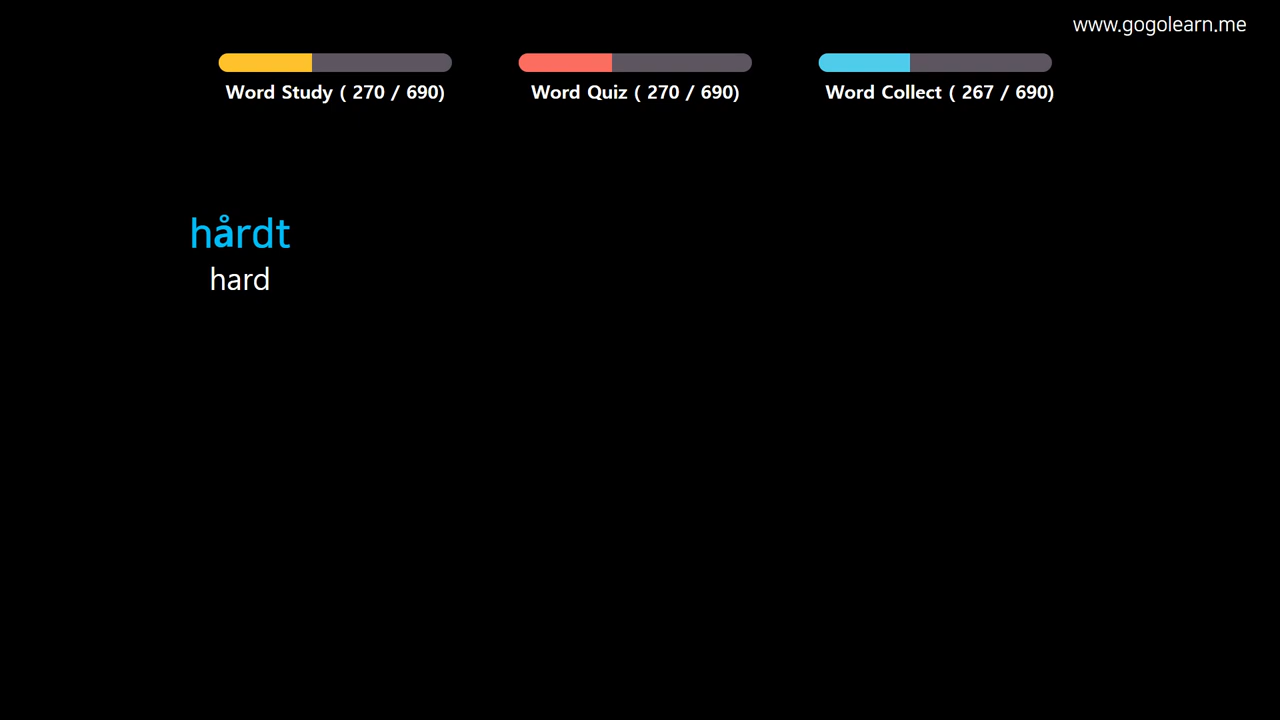 www.gogolearn.me
Word Study ( 270 / 690)
Word Quiz ( 270 / 690)
Word Collect ( 267 / 690)
hårdt
hard